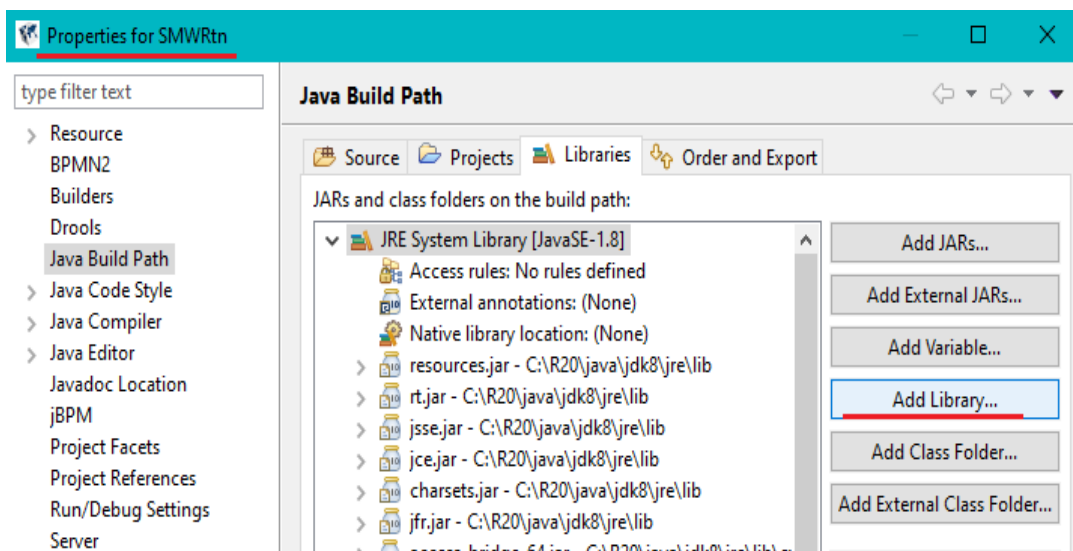 Properties for SMWRtn
type filter text
Resource
BPMN2
Builders
Drools
Java Build Path
Java Code Style
Java Compiler
Java Editor
Javadoc Location
jBPM
Project Facets
Project References
Run/Debug Settings
Server
Java Build Path
Source Projects Libraries Order and Export
JARs and class folders on the build path:
JRE System Library [JavaSE-1.8]
Access rules: No rules defined
External annotations: (None)
Native library location: (None)
resources.jar - C:\R20\java\jdk8\jre\lib
rt.jar - C:\R20\java\jdk8\jre\lib
jsse.jar - C:\R20\java\jdk8\jre\lib
jce.jar - C:\R20\java\jdk8\jre\lib
charsets.jar - C:\R20\java\jdk8\jre\lib
jfr.jar - C:\R20\java\jdk8\jre\lib
Add JARs...
Add External JARs...
Add Variable...
Add Library...
Add Class Folder...
Add External Class Folder...